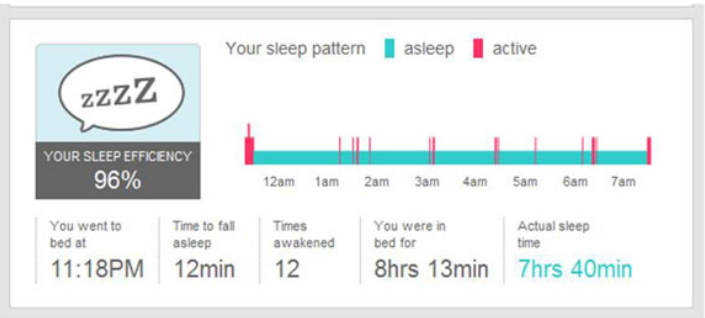 Your sleep pattern asleep active
zzzZ
YOUR SLEEP EFFICIENCY
96%
12am 1am 2am 3am 4am 5am 6am 7am
You went to
bed at
11:18PM
Time to fall
asleep
12min
Times
awakened
12
You were in
bed for
8hrs 13min
Actual sleep
time
7hrs 40min